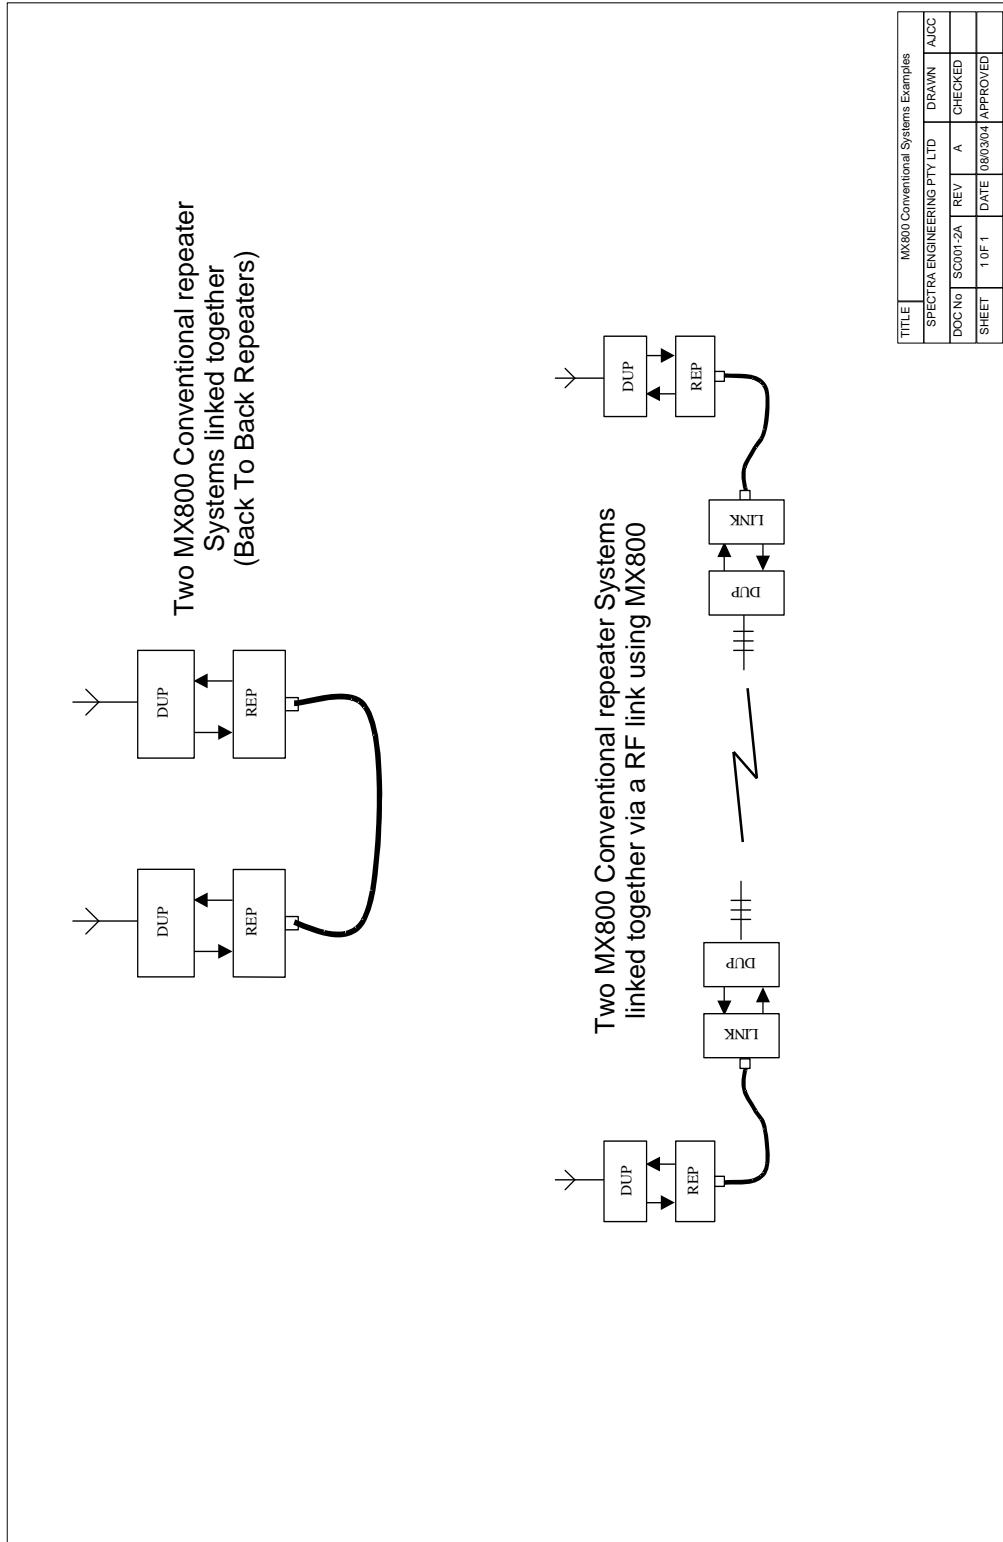 Two MX800 Conventional repeater
Systems linked together
(Back To Back Repeaters)
DUP
DUP
REP
REP
Two MX800 Conventional repeater Systems
linked together via a RF link using MX800
DUP
DUP
REP
REP
LINK
DUP
DUP
LINK
TITLE MX800 Conventional Systems Examples
SPECTRA ENGINEERING PTY LTD DRAWN AJCC
DOC No SC001-2A REV A CHECKED
SHEET 1 OF 1 DATE 08/03/04 APPROVED